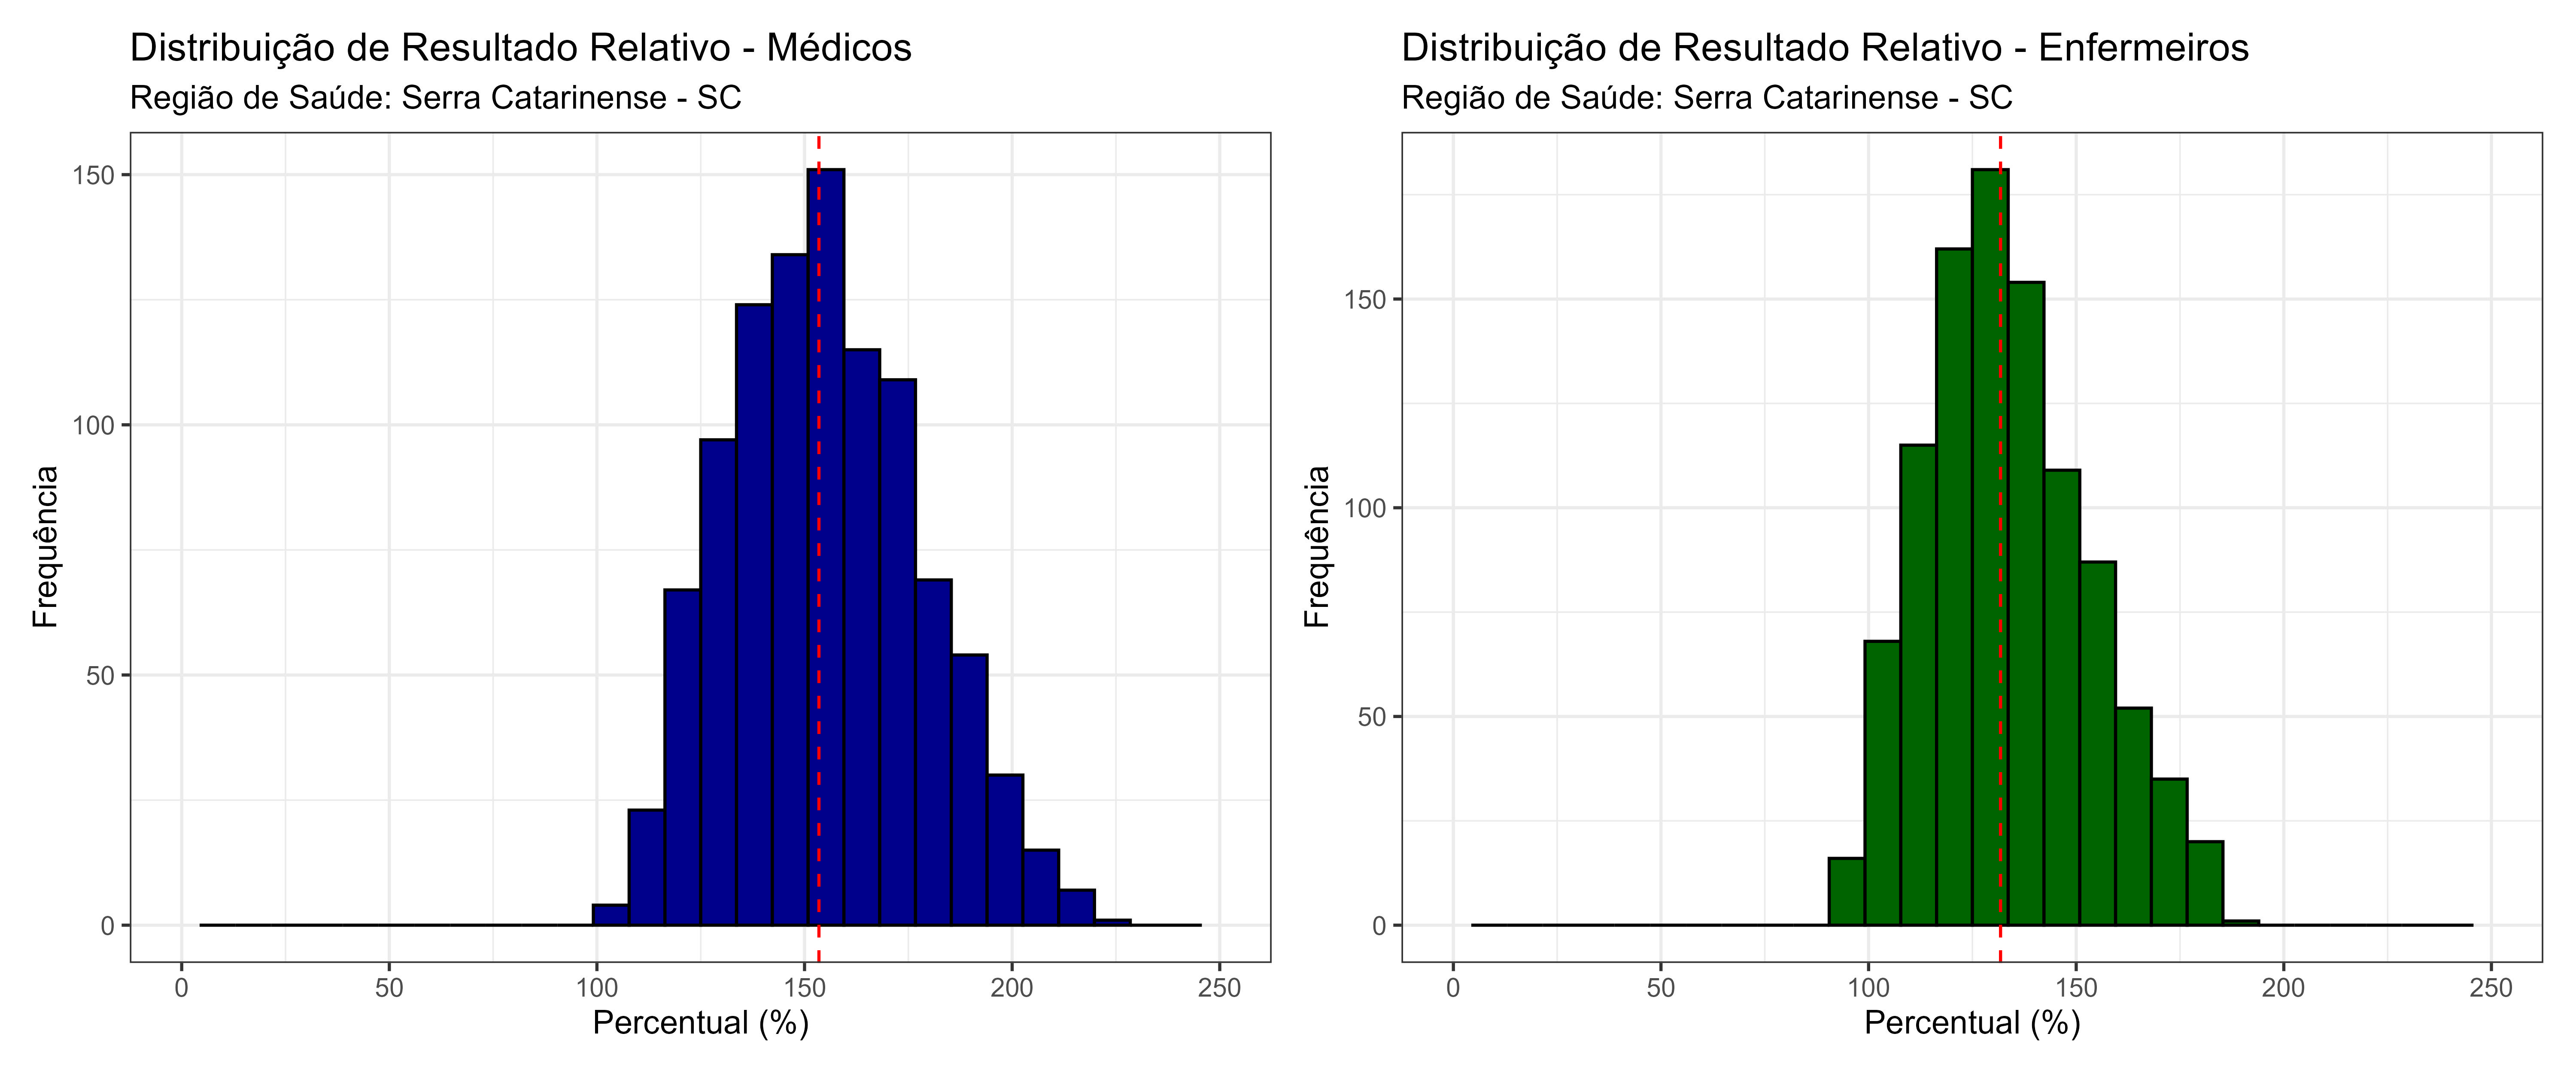 Distribuição de Resultado Relativo - Médicos
Região de Saúde: Serra Catarinense - SC
Frequência
150
100
50
0
0 50 100 150 200 250
Percentual (%)
Distribuição de Resultado Relativo - Enfermeiros
Região de Saúde: Serra Catarinense - SC
Frequência
150
100
50
0
0 50 100 150 200 250
Percentual (%)